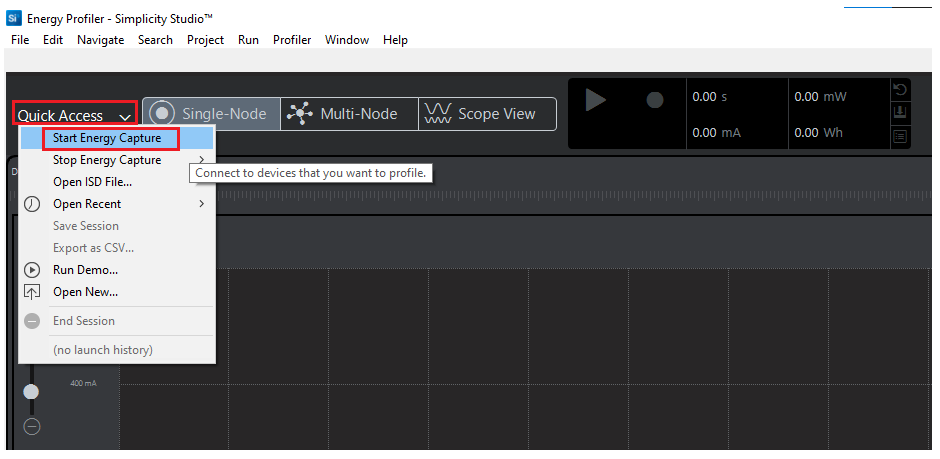 Energy Profiler - Simplicity Studio™
File Edit Navigate Search Project Run Profiler Window Help
Quick Access Single-Node Multi-Node Scope View
0.00 s 0.00 mW
0.00 mA 0.00 Wh
Start Energy Capture
Stop Energy Capture
Connect to devices that you want to profile.
Open ISD File...
Open Recent
Save Session
Export as CSV...
Run Demo...
Open New...
End Session
(no launch history)
400 mA